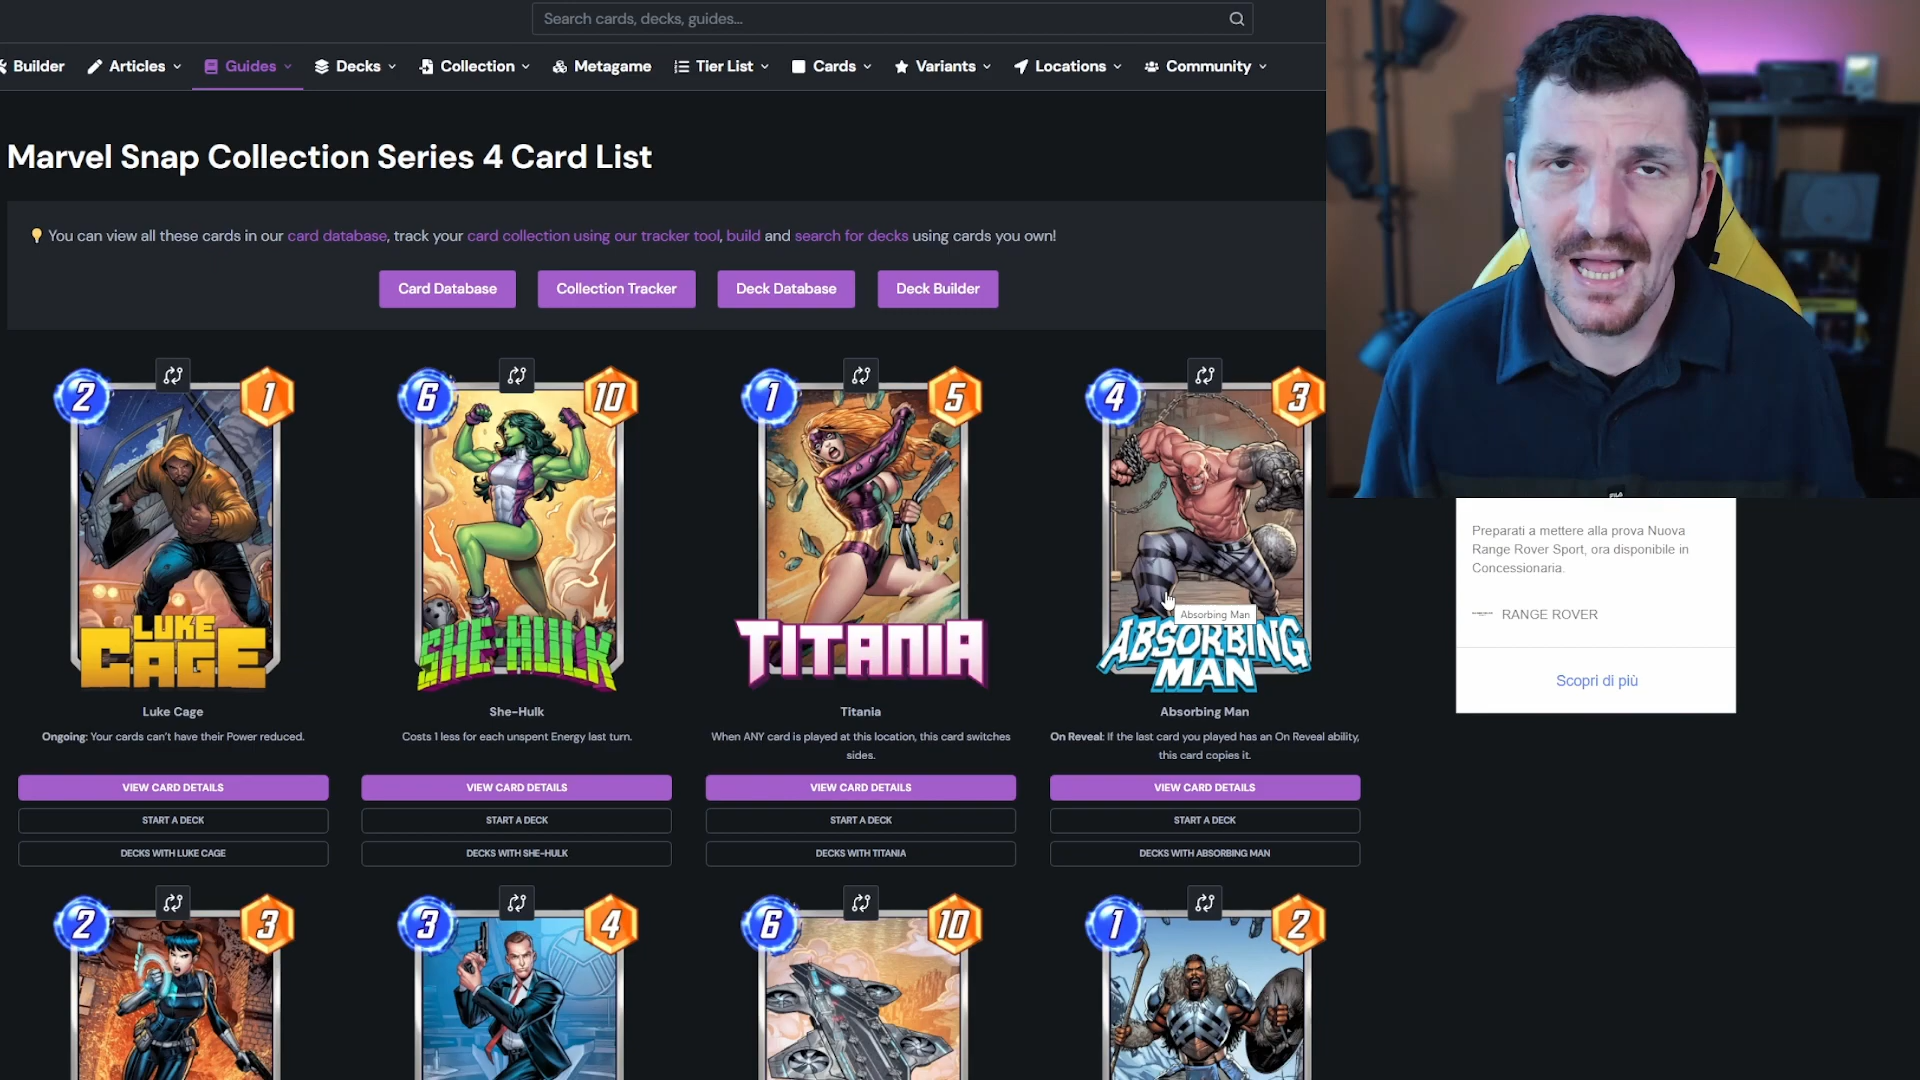 Search cards, decks, guides...
Builder Articles Guides Decks Collection Metagame Tier List Cards Variants Locations Community
Marvel Snap Collection Series 4 Card List
You can view all these cards in our card database, track your card collection using our tracker tool, build and search for decks using cards you own!
Card Database Collection Tracker Deck Database Deck Builder
2 1 6 10 1 5 4 3
LUKE CAGE SHE-HULK TITANIA ABSORBING MAN
Absorbing Man
Luke Cage She-Hulk Titania Absorbing Man
Ongoing: Your cards can't have their Power reduced.
Costs 1 less for each unspent Energy last turn.
When ANY card is played at this location, this card switches
sides.
On Reveal: If the last card you played has an On Reveal ability,
this card copies it.
VIEW CARD DETAILS VIEW CARD DETAILS VIEW CARD DETAILS VIEW CARD DETAILS
START A DECK START A DECK START A DECK START A DECK
DECKS WITH LUKE CAGE DECKS WITH SHE-HULK DECKS WITH TITANIA DECKS WITH ABSORBING MAN
2 3 3 4 6 10 1 2
FILA
Preparati a mettere alla prova Nuova
Range Rover Sport, ora disponibile in
Concessionaria.
RANGE ROVER
Scopri di più